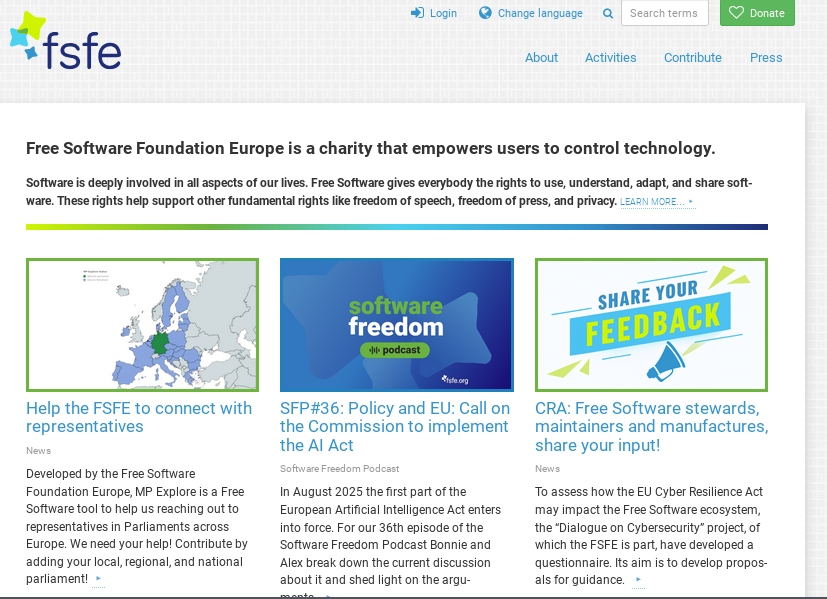 fsfe
Login Change language Search terms Donate
About Activities Contribute Press
Free Software Foundation Europe is a charity that empowers users to control technology.
Software is deeply involved in all aspects of our lives. Free Software gives everybody the rights to use, understand, adapt, and share soft-
ware. These rights help support other fundamental rights like freedom of speech, freedom of press, and privacy. LEARN MORE...
Help the FSFE to connect with
representatives
News
Developed by the Free Software
Foundation Europe, MP Explore is a Free
Software tool to help us reaching out to
representatives in Parliaments across
Europe. We need your help! Contribute by
adding your local, regional, and national
parliament!
software
freedom
podcast
fsfe.org
SFP#36: Policy and EU: Call on
the Commission to implement
the AI Act
Software Freedom Podcast
In August 2025 the first part of the
European Artificial Intelligence Act enters
into force. For our 36th episode of the
Software Freedom Podcast Bonnie and
Alex break down the current discussion
about it and shed light on the argu-
ments
SHARE YOUR
FEEDBACK
CRA: Free Software stewards,
maintainers and manufactures,
share your input!
News
To assess how the EU Cyber Resilience Act
may impact the Free Software ecosystem,
the “Dialogue on Cybersecurity” project, of
which the FSFE is part, have developed a
questionnaire. Its aim is to develop propos-
als for guidance.